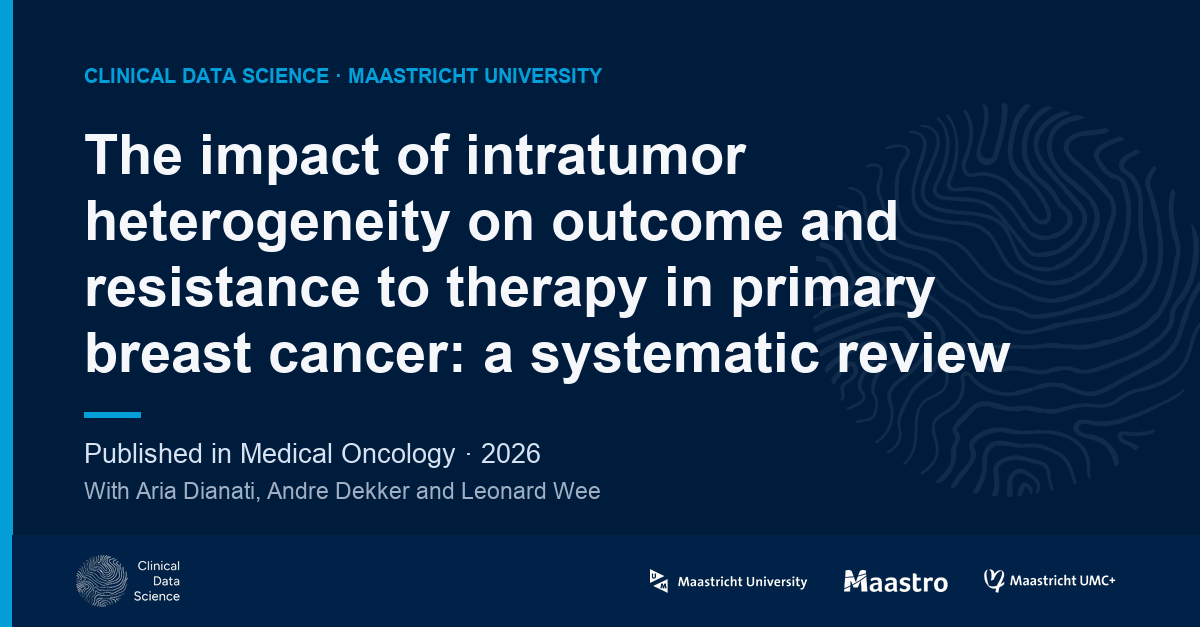 CLINICAL DATA SCIENCE · MAASTRICHT UNIVERSITY
The impact of intratumor
heterogeneity on outcome and
resistance to therapy in primary
breast cancer: a systematic review
Published in Medical Oncology · 2026
With Aria Dianati, Andre Dekker and Leonard Wee
Clinical
Data
Science
UM Maastricht University
Maastro
Maastricht UMC+